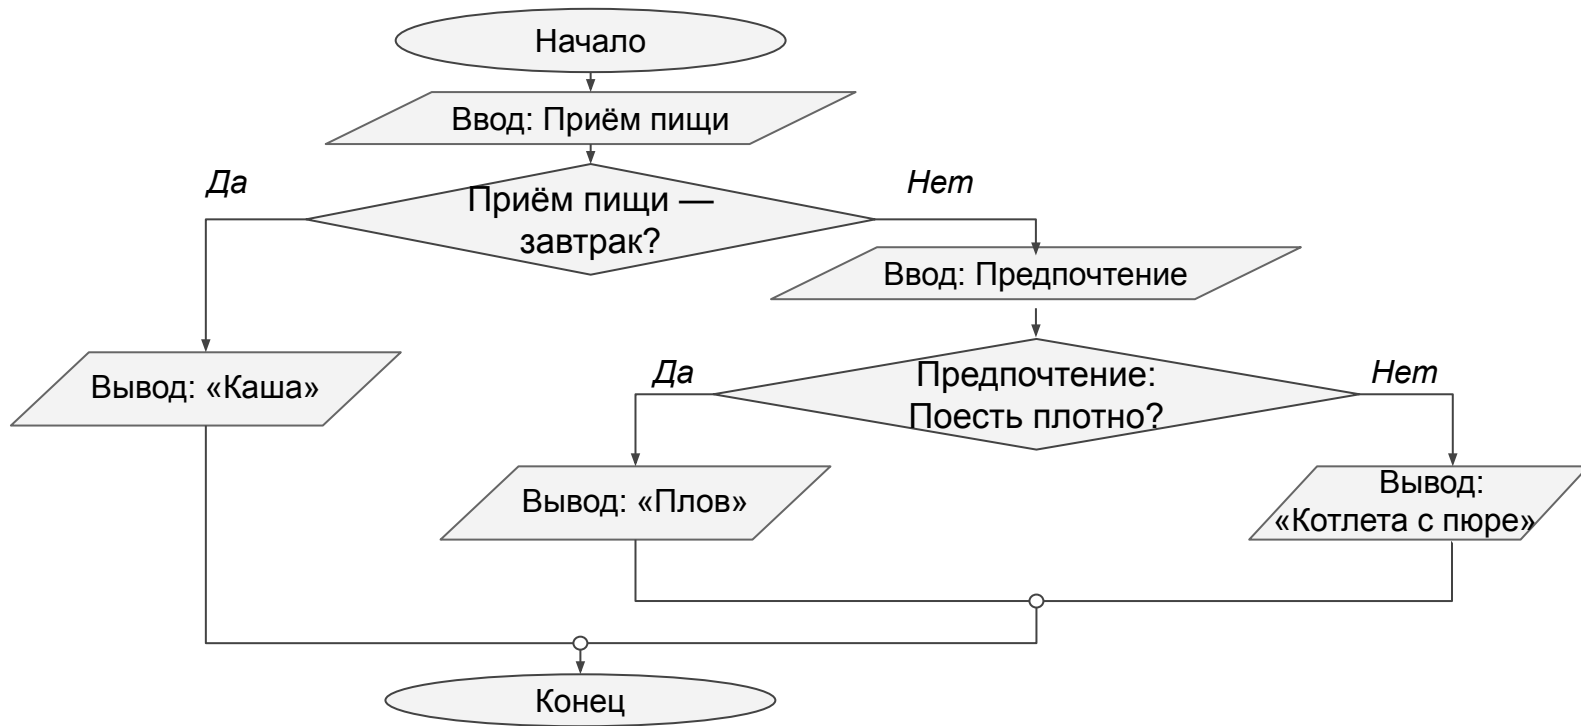 Начало
Ввод: Приём пищи
Да
Нет
Приём пищи —
завтрак?
Ввод: Предпочтение
Вывод: «Каша»
Да
Нет
Предпочтение:
Поесть плотно?
Вывод: «Плов»
Вывод:
«Котлета с пюре»
Конец